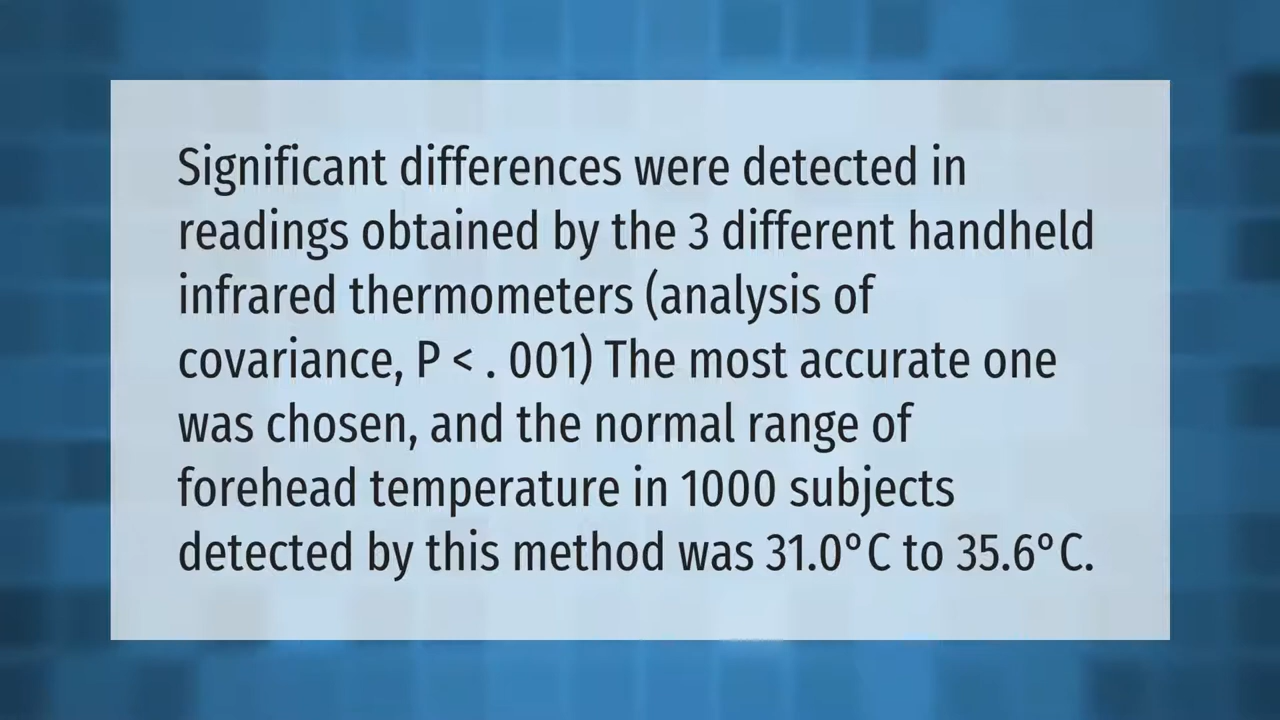 Significant differences were detected in
readings obtained by the 3 different handheld
infrared thermometers (analysis of
covariance, P < . 001) The most accurate one
was chosen, and the normal range of
forehead temperature in 1000 subjects
detected by this method was 31.0°C to 35.6°C.